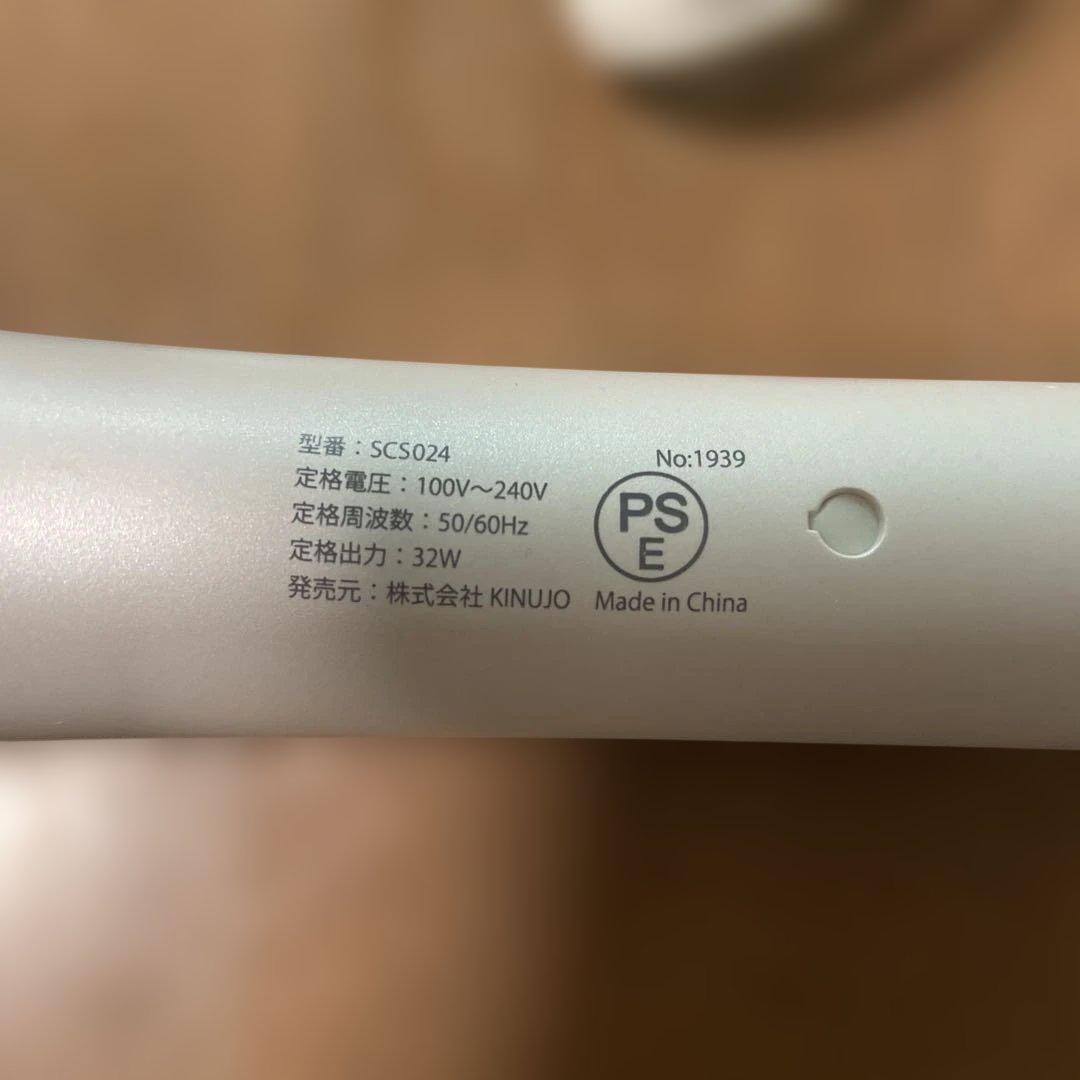 型番：SCS024
定格電圧：100V～240V
定格周波数：50/60Hz
定格出力：32W
発売元：株式会社 KINUJO
No:1939
PS
E
Made in China